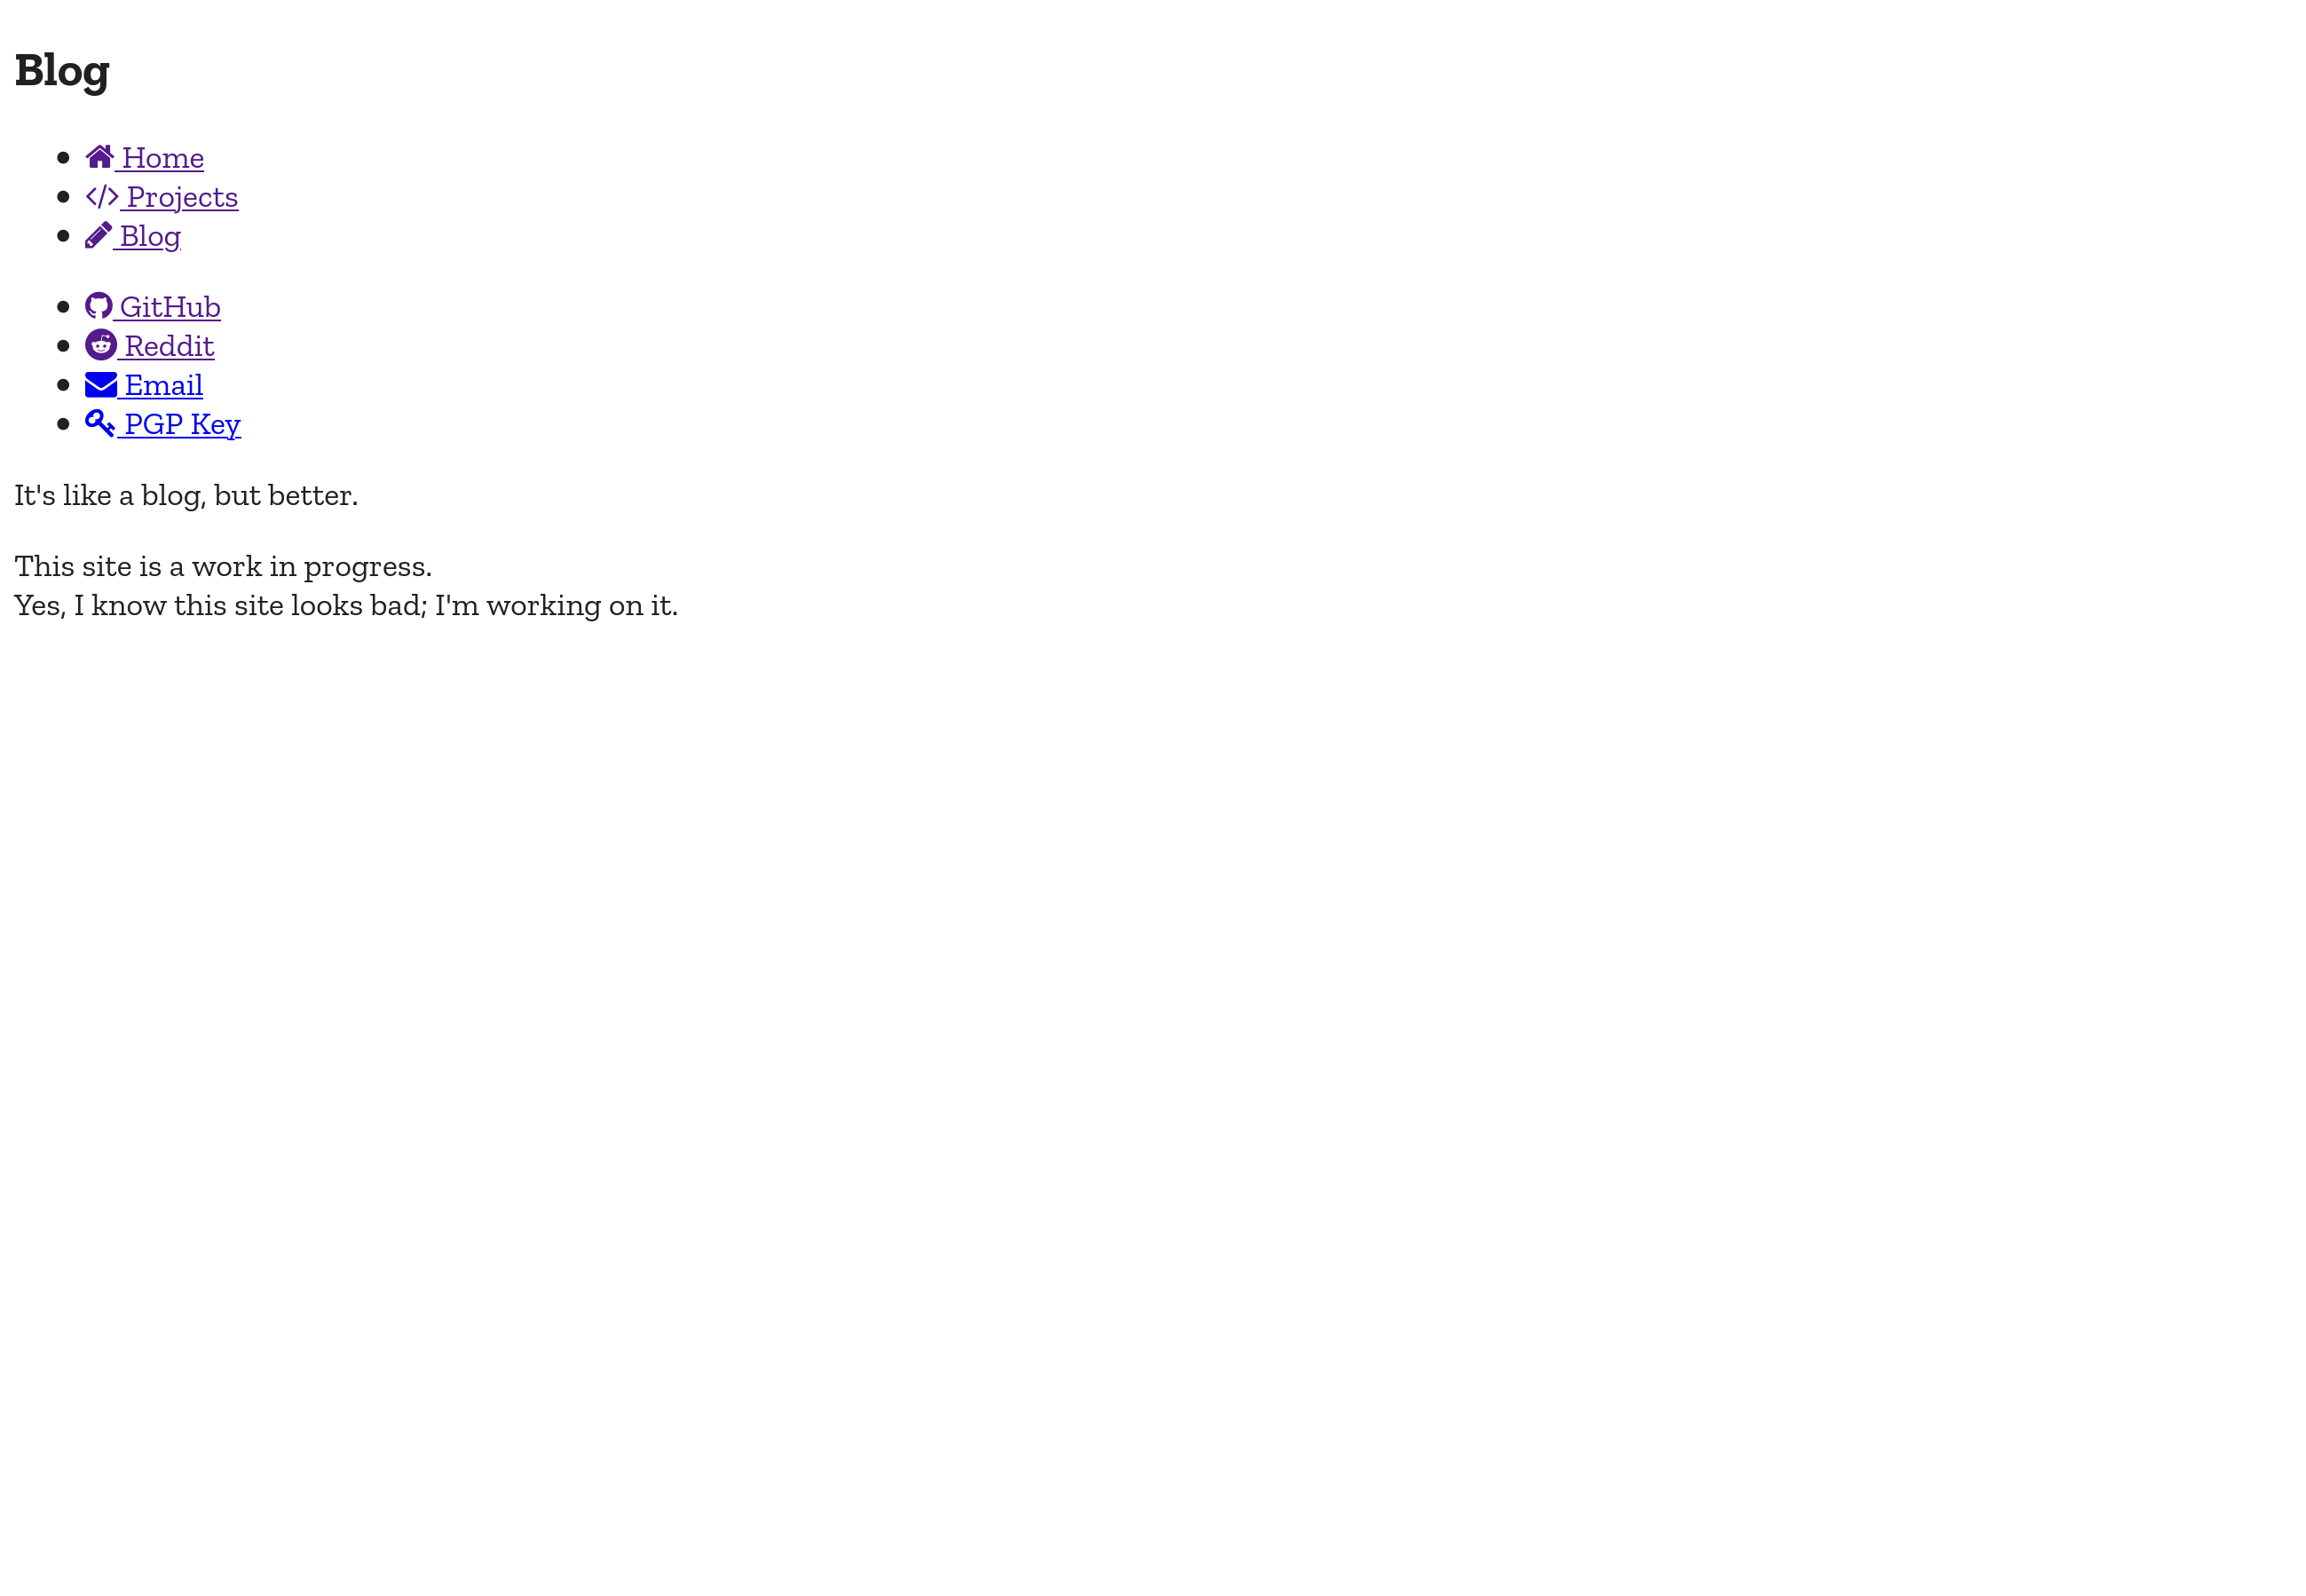 Blog
Home
Projects
Blog
GitHub
Reddit
Email
PGP Key
It's like a blog, but better.
This site is a work in progress.
Yes, I know this site looks bad; I'm working on it.